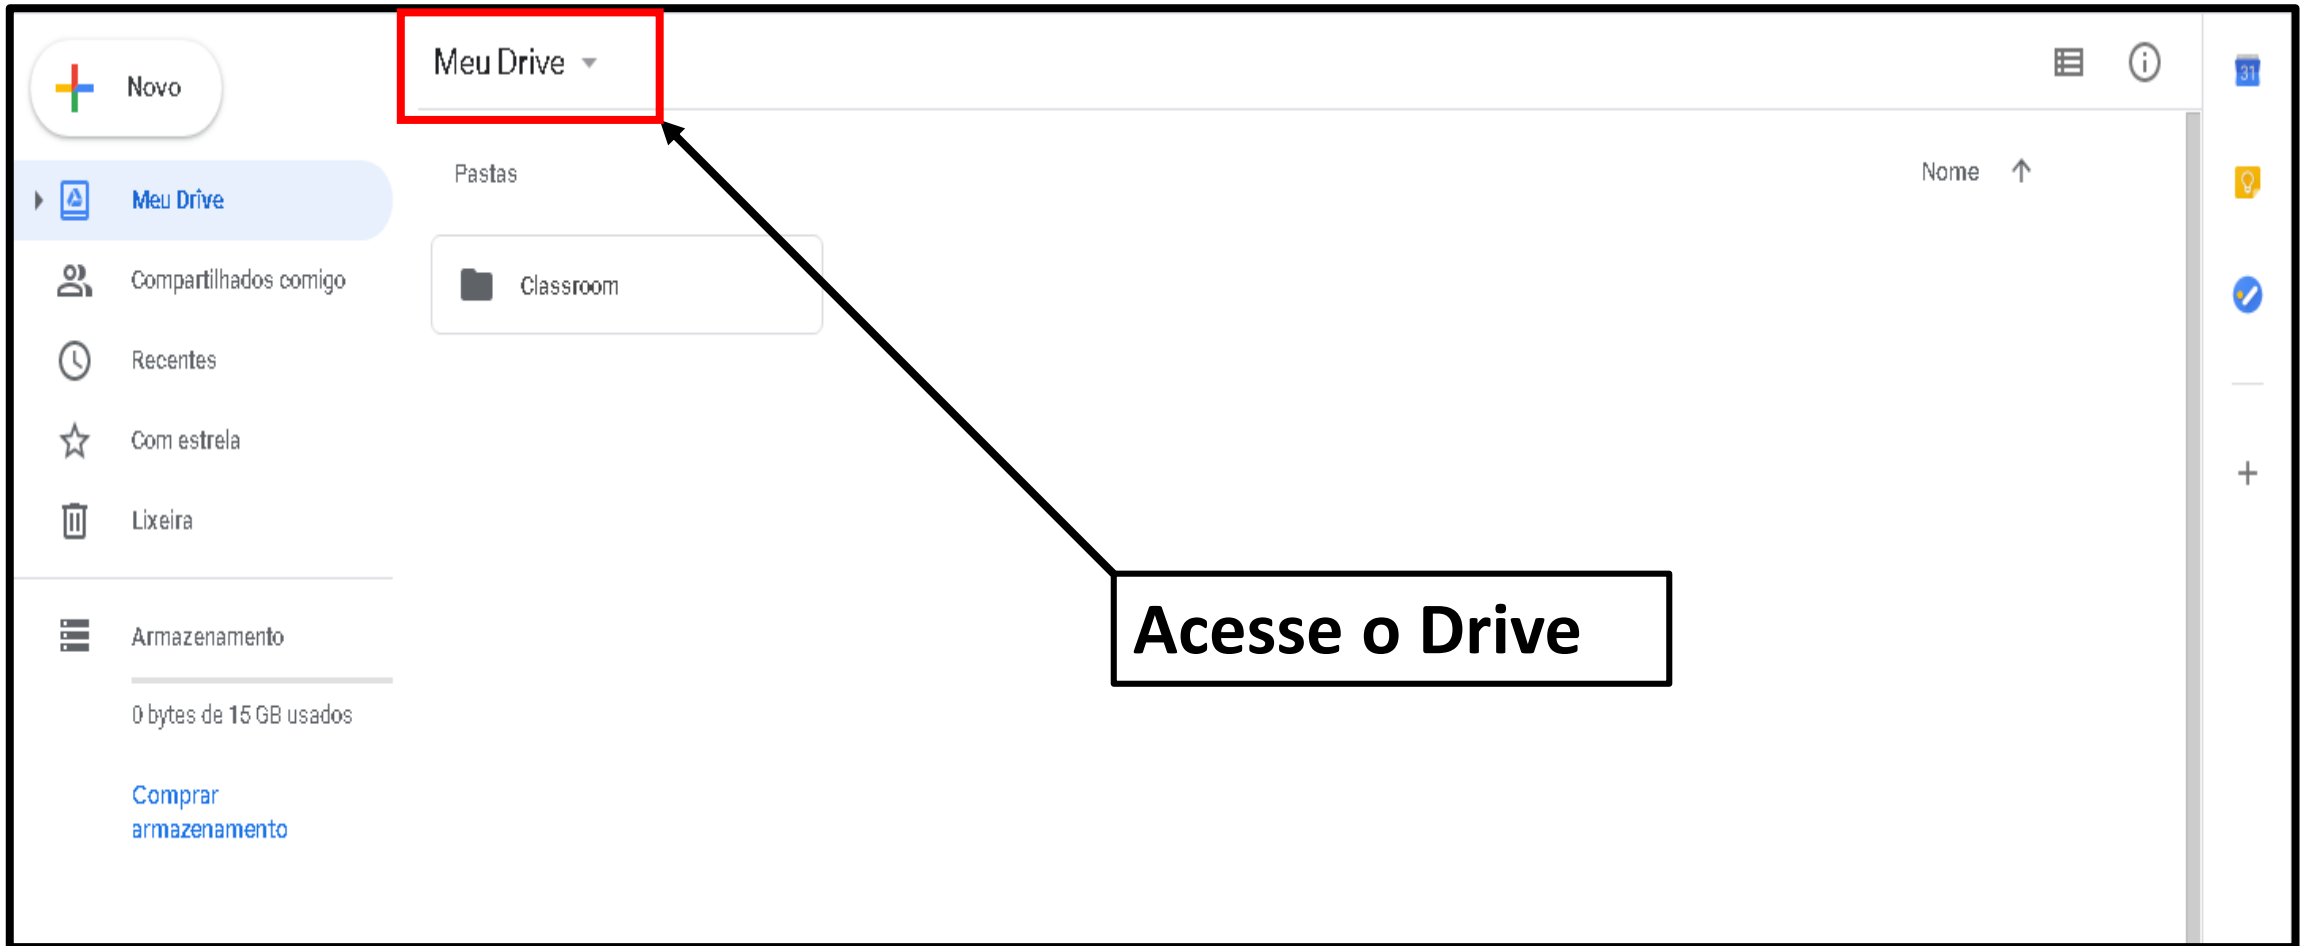 Novo
Meu Drive
Compartilhados comigo
Recentes
Com estrela
Lixeira
Armazenamento
0 bytes de 15 GB usados
Comprar
armazenamento
Meu Drive
Pastas
Nome
Classroom
Acesse o Drive
31